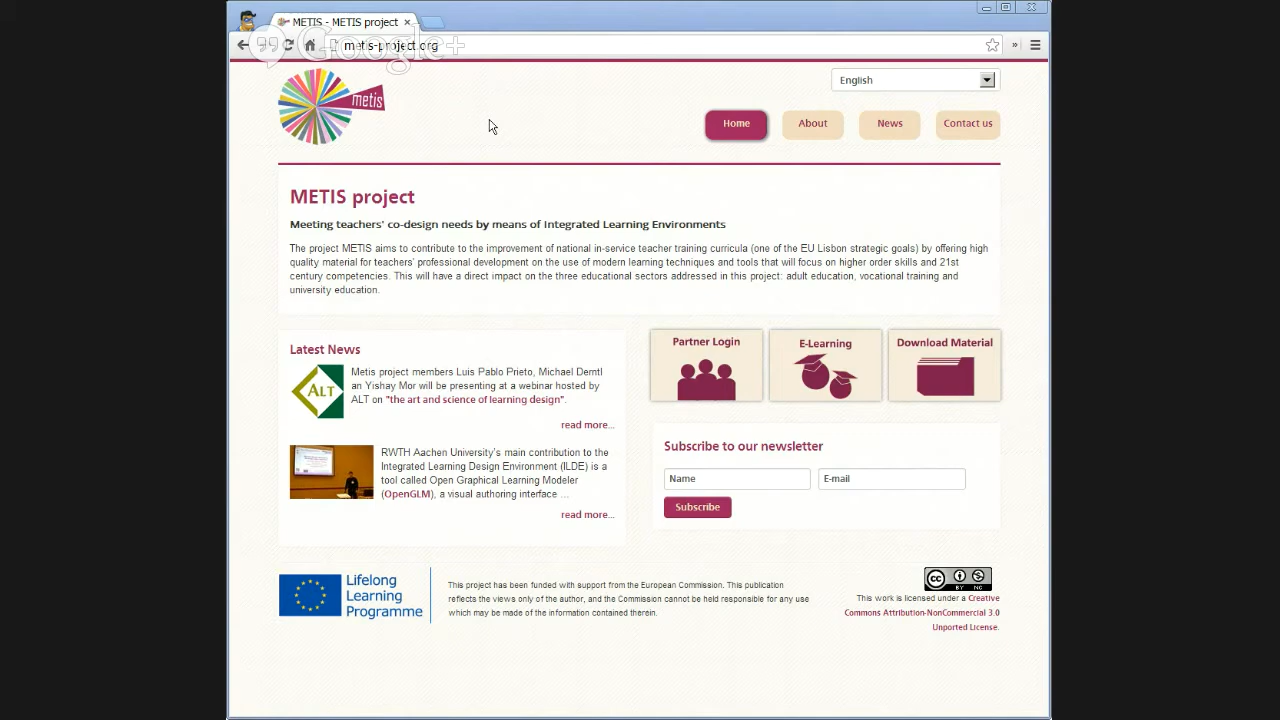 METIS - METIS project
Google+
metis-project.org
English
metis
Home
About
News
Contact us
METIS project
Meeting teachers' co-design needs by means of Integrated Learning Environments
The project METIS aims to contribute to the improvement of national in-service teacher training curricula (one of the EU Lisbon strategic goals) by offering high
quality material for teachers' professional development on the use of modern learning techniques and tools that will focus on higher order skills and 21st
century competencies. This will have a direct impact on the three educational sectors addressed in this project: adult education, vocational training and
university education.
Latest News
ALT
Metis project members Luis Pablo Prieto, Michael Derntl
an Yishay Mor will be presenting at a webinar hosted by
ALT on "the art and science of learning design".
read more...
RWTH Aachen University's main contribution to the
Integrated Learning Design Environment (ILDE) is a
tool called Open Graphical Learning Modeler
(OpenGLM), a visual authoring interface ...
read more...
Partner Login
E-Learning
Download Material
Subscribe to our newsletter
Name
E-mail
Subscribe
Lifelong
Learning
Programme
This project has been funded with support from the European Commission. This publication
reflects the views only of the author, and the Commission cannot be held responsible for any use
which may be made of the information contained therein.
cc
BY NC
This work is licensed under a Creative
Commons Attribution-NonCommercial 3.0
Unported License.